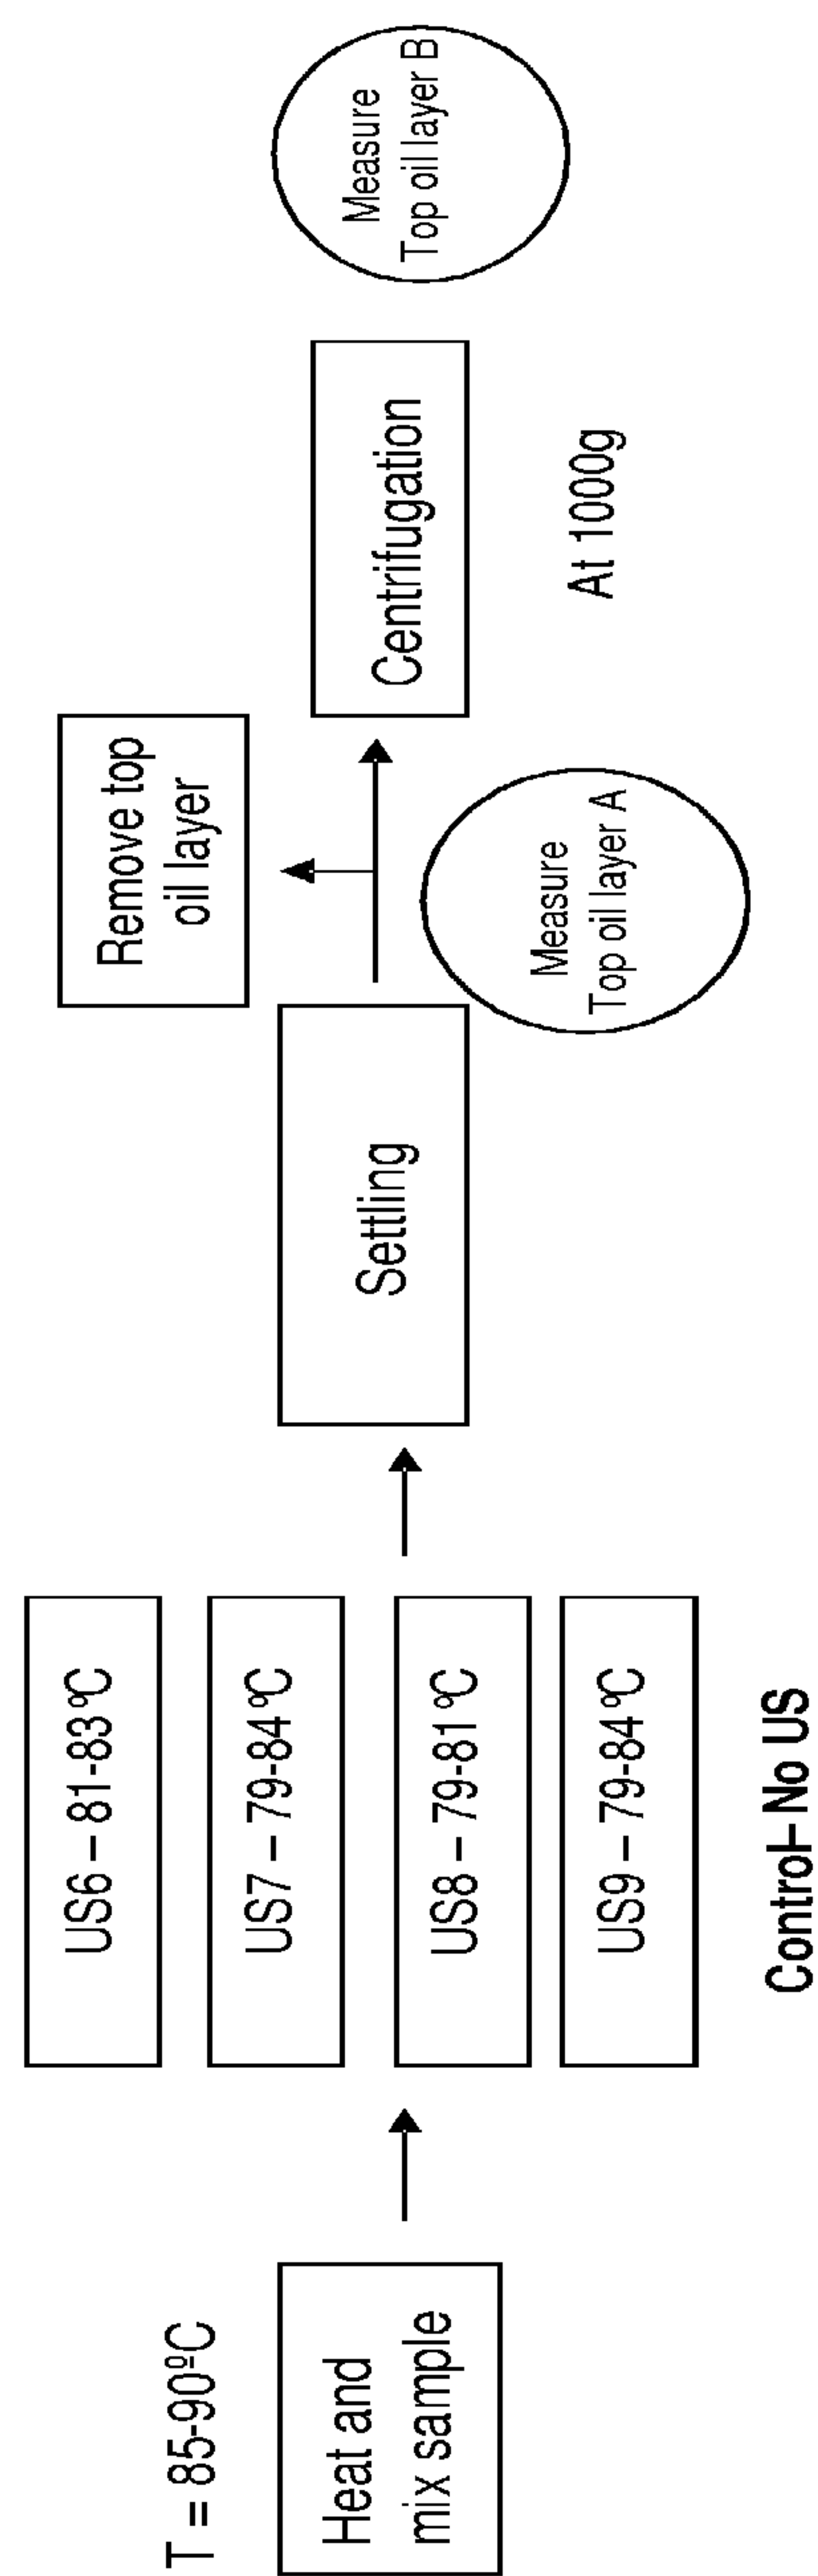 T = 85-90ºC
Heat and
mix sample
US6 – 81-83ºC
US7 – 79-84ºC
US8 – 79-81ºC
US9 – 79-84ºC
Control–No US
Settling
Remove top
oil layer
Measure
Top oil layer A
Centrifugation
At 1000g
Measure
Top oil layer B